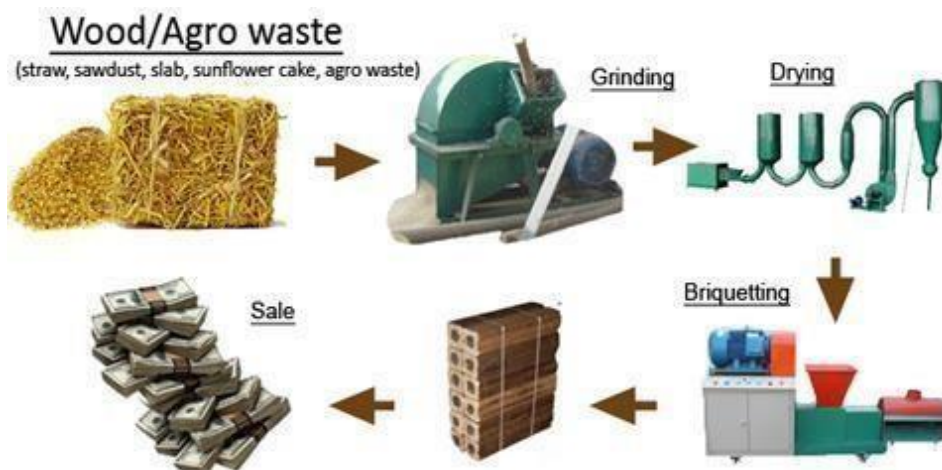 Wood/Agro waste
(straw, sawdust, slab, sunflower cake, agro waste)
Grinding
Drying
Briquetting
Sale